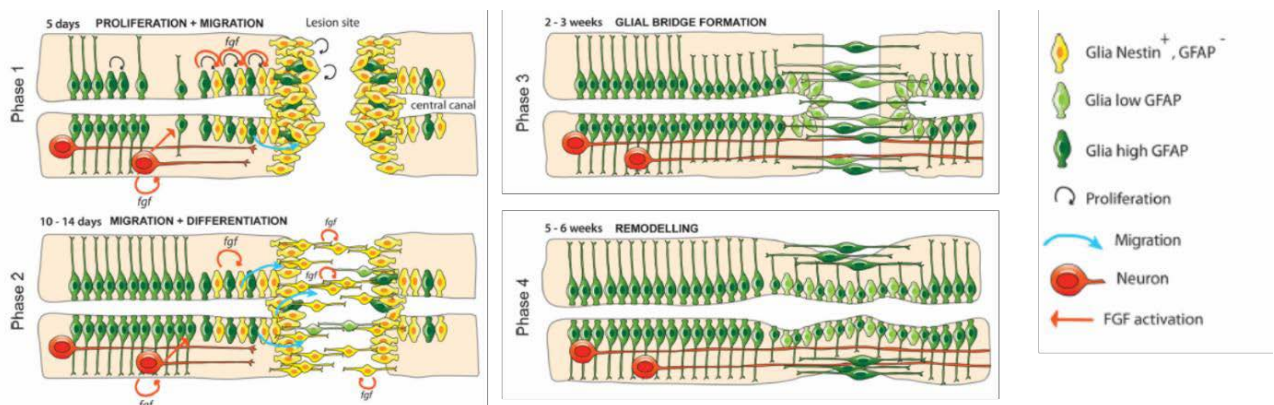 Phase 1
5 days PROLIFERATION + MIGRATION
Lesion site
fgf
central canal
fgf
Phase 2
10 - 14 days MIGRATION + DIFFERENTIATION
fgf
fgf
fgf
fgf
fgf
Phase 3
2 - 3 weeks GLIAL BRIDGE FORMATION
Phase 4
5 - 6 weeks REMODELLING
Glia Nestin+, GFAP-
Glia low GFAP
Glia high GFAP
Proliferation
Migration
Neuron
FGF activation